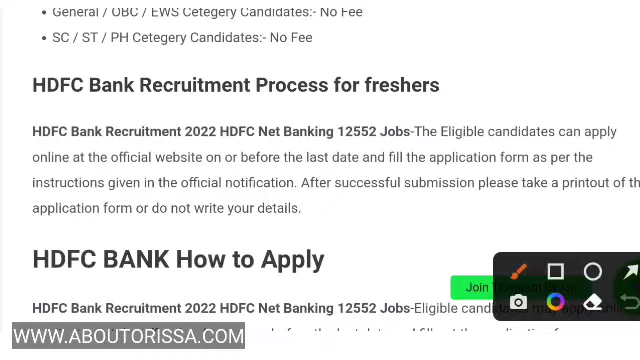 General / OBC / EWS Cetegery Candidates:- No Fee
SC / ST / PH Cetegery Candidates:- No Fee
HDFC Bank Recruitment Process for freshers
HDFC Bank Recruitment 2022 HDFC Net Banking 12552 Jobs-The Eligible candidates can apply
online at the official website on or before the last date and fill the application form as per the
instructions given in the official notification. After successful submission please take a printout of th
application form or do not write your details.
HDFC BANK How to Apply
Join
HDFC Bank Recruitment 2022 HDFC Net Banking 12552 Jobs-Eligible
WWW.ABOUTORISSA.COM